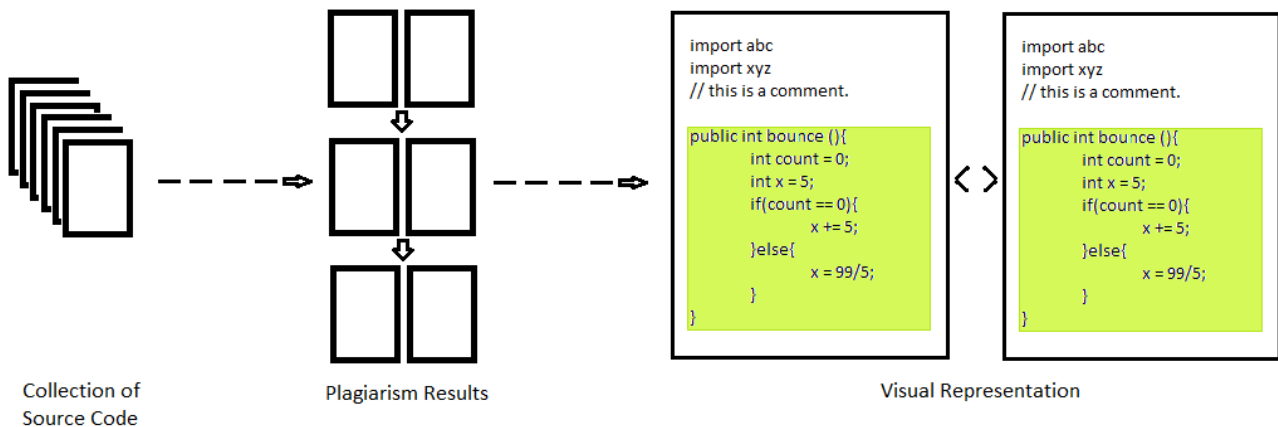 import abc
import xyz
// this is a comment.
public int bounce (){
int count = 0;
int x = 5;
if(count == 0){
x += 5;
}else{
x = 99/5;
}
}
< >
import abc
import xyz
// this is a comment.
public int bounce (){
int count = 0;
int x = 5;
if(count == 0){
x += 5;
}else{
x = 99/5;
}
}
Collection of
Source Code
Plagiarism Results
Visual Representation